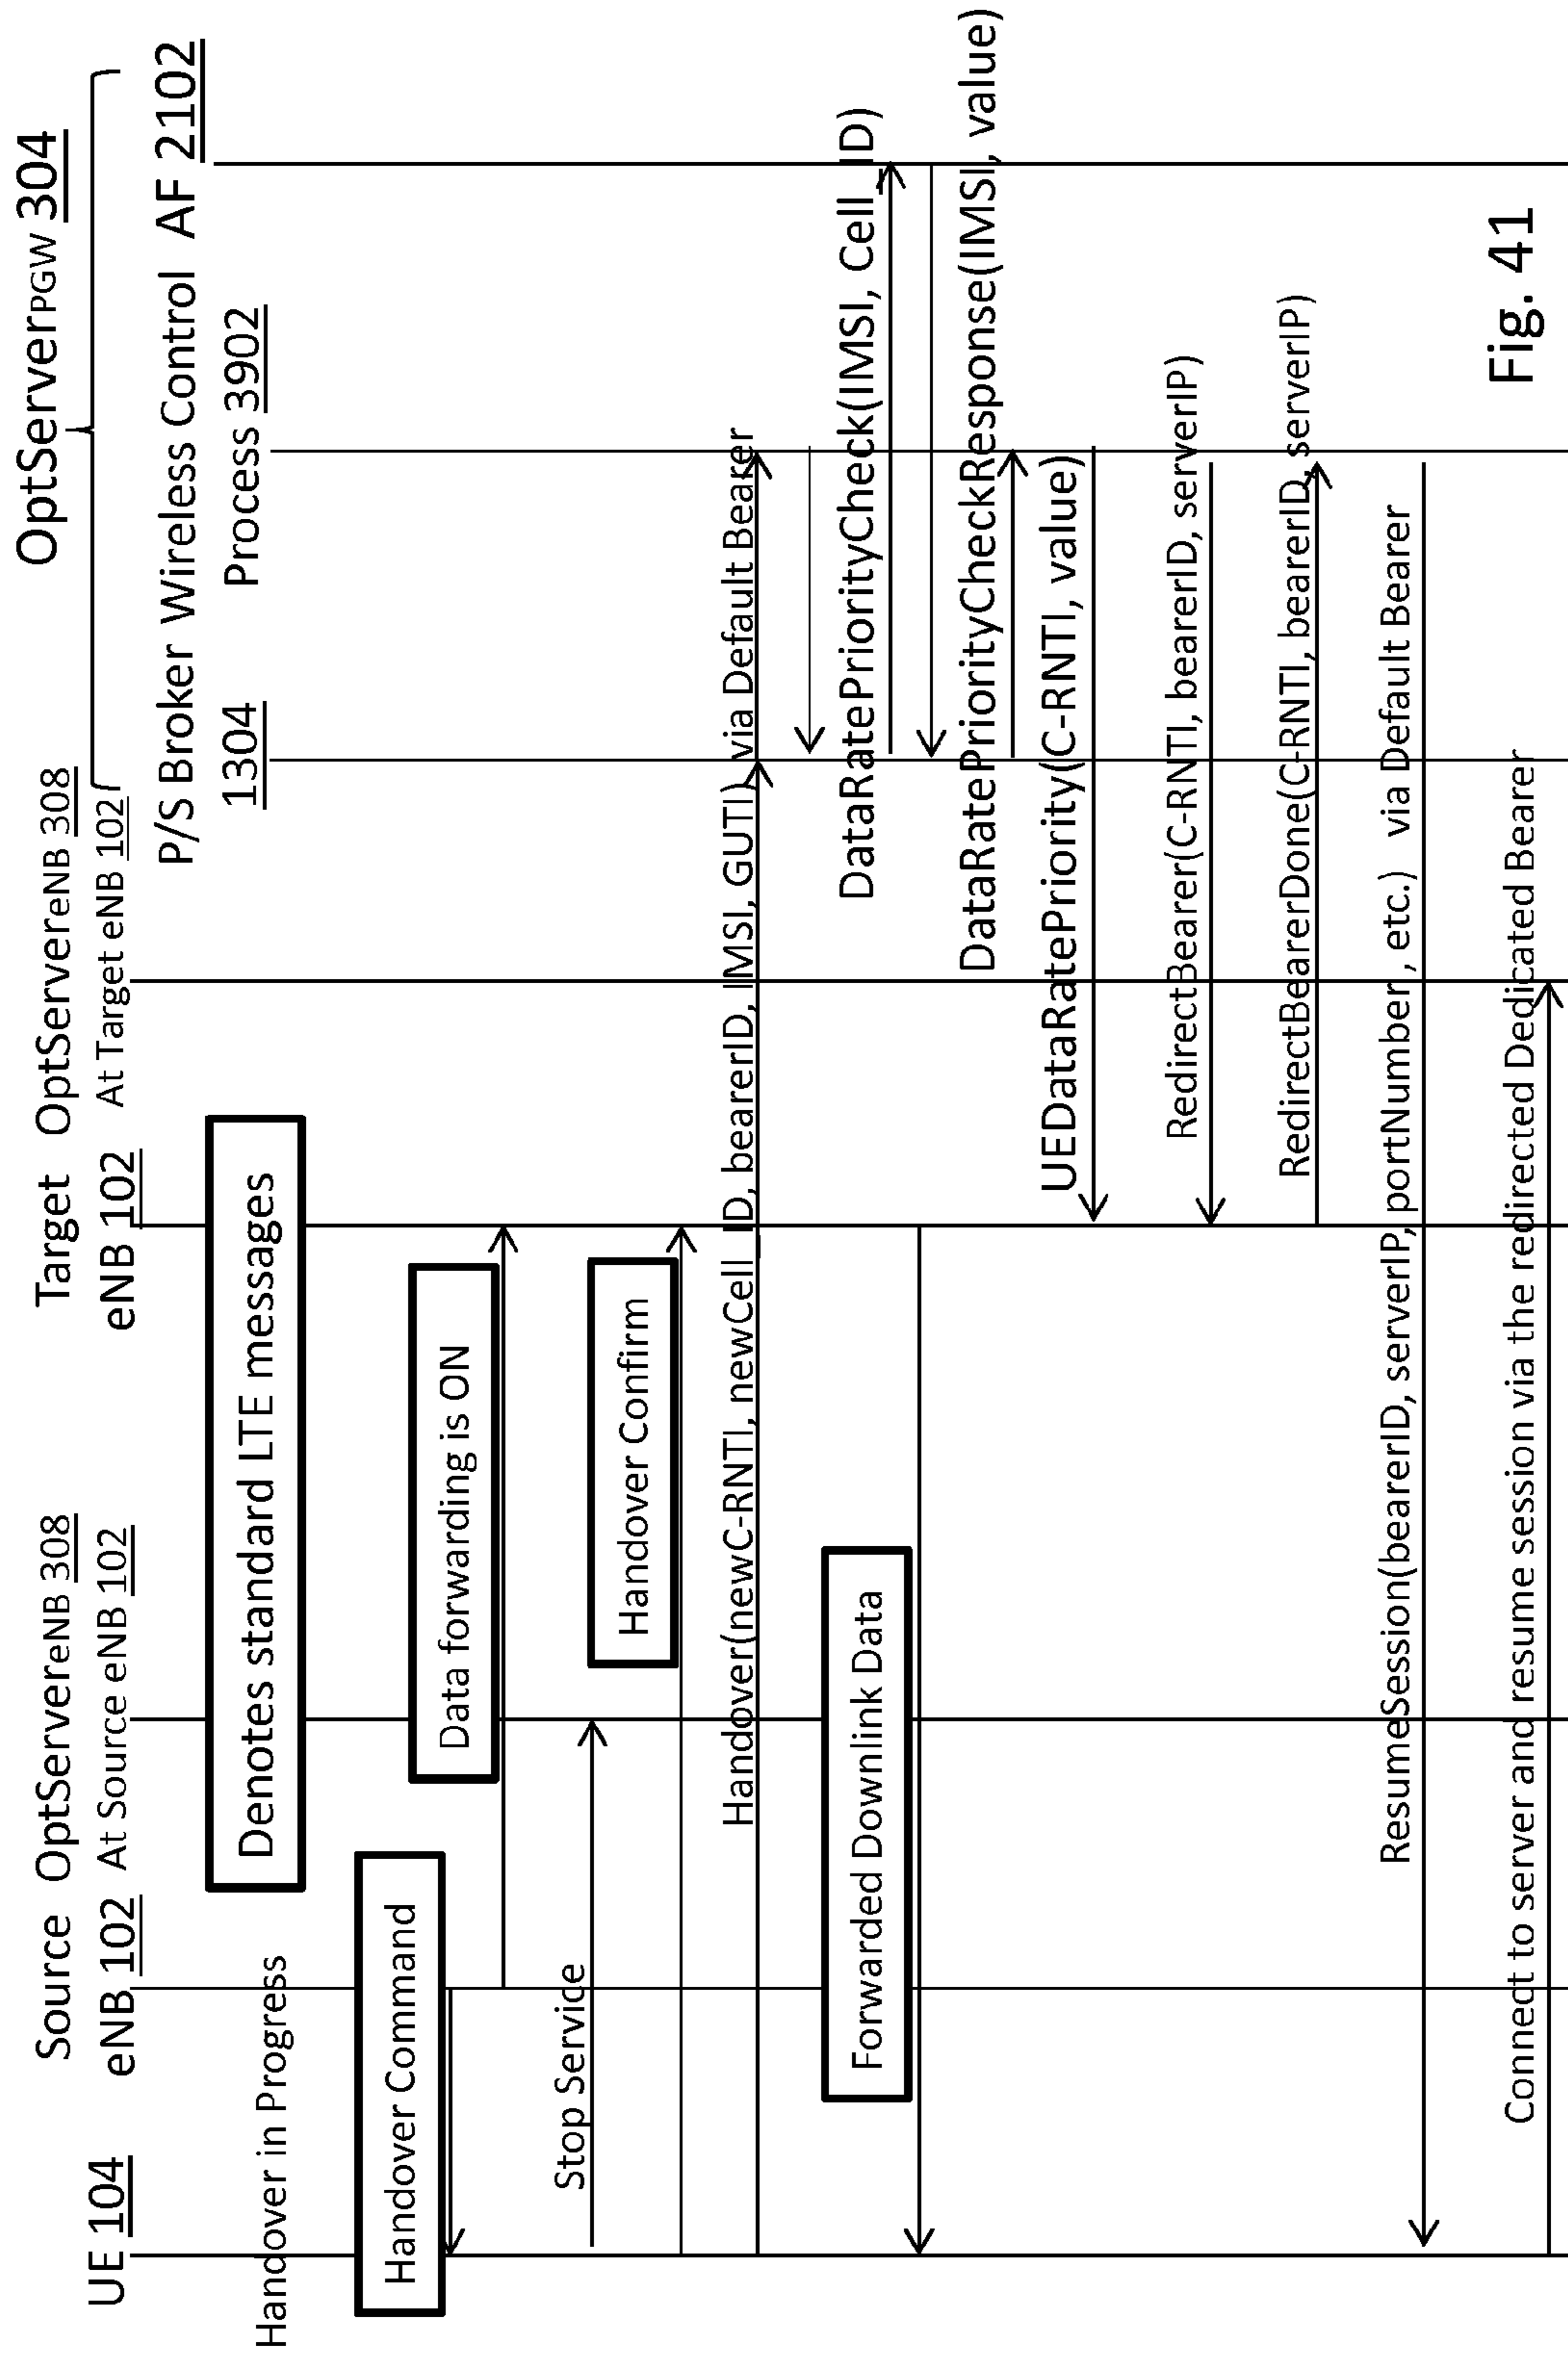 OptServerPGW 304
Source OptServereNB 308
Target OptServereNB 308
UE 104
eNB 102 At Source eNB 102
eNB 102 At Target eNB 102
P/S Broker Wireless Control AF 2102
1304 Process 3902
Denotes standard LTE messages
Handover in Progress
Handover Command
Data forwarding is ON
Stop Service
Handover Confirm
Handover(newC-RNTI, newCell_ID, bearerID, IMSI, GUTI) via Default Bearer
DataRatePriorityCheck(IMSI, Cell_ID)
Forwarded Downlink Data
DataRatePriorityCheckResponse(IMSI, value)
UEDataRatePriority(C-RNTI, value)
RedirectBearer(C-RNTI, bearerID, serverIP)
RedirectBearerDone(C-RNTI, bearerID, serverIP)
ResumeSession(bearerID, serverIP, portNumber, etc.) via Default Bearer
Connect to server and resume session via the redirected Dedicated Bearer
Fig. 41